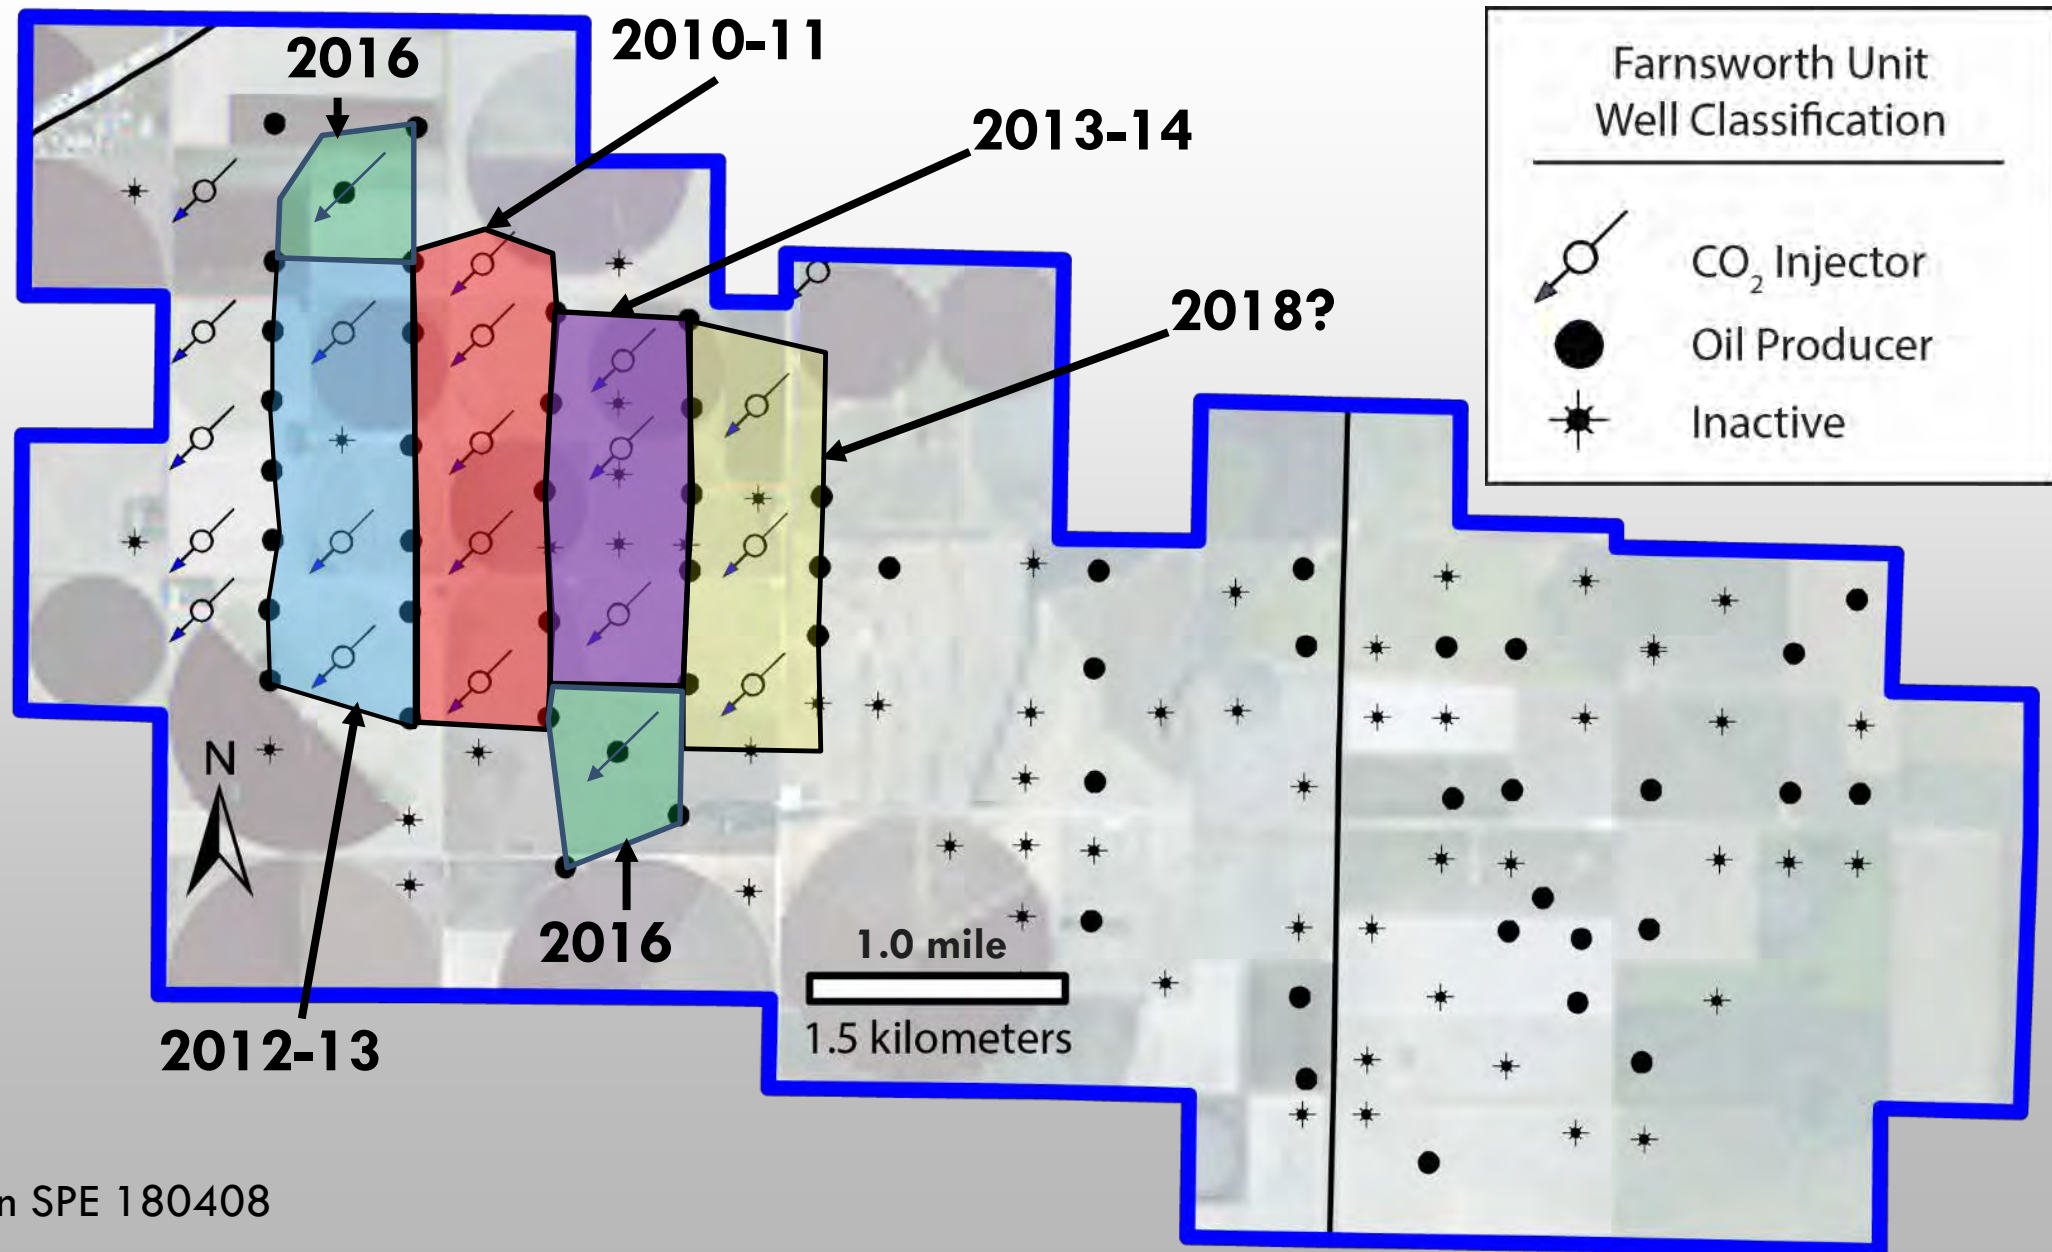 2016
2010-11
2013-14
2018?
Farnsworth Unit
Well Classification
CO₂ Injector
Oil Producer
Inactive
N
2016
1.0 mile
1.5 kilometers
2012-13
SPE 180408